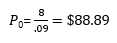 P₀= 8/.09 = $88.89